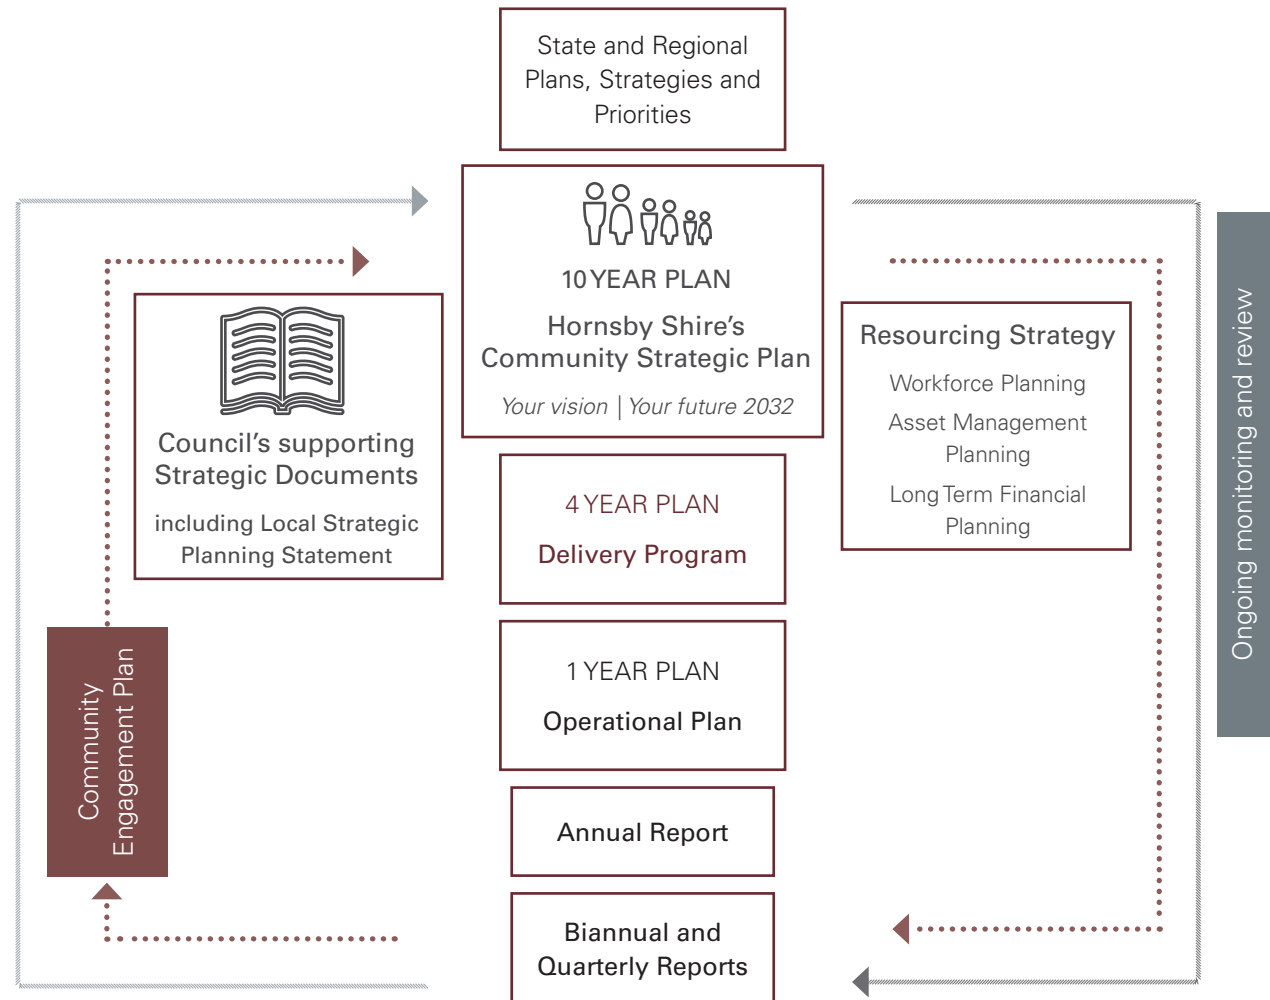 State and Regional
Plans, Strategies and
Priorities
10 YEAR PLAN
Hornsby Shire’s
Community Strategic Plan
Your vision | Your future 2032
Council’s supporting
Strategic Documents
including Local Strategic
Planning Statement
Resourcing Strategy
Workforce Planning
Asset Management
Planning
Long Term Financial
Planning
4 YEAR PLAN
Delivery Program
1 YEAR PLAN
Operational Plan
Annual Report
Biannual and
Quarterly Reports
Community
Engagement Plan
Ongoing monitoring and review